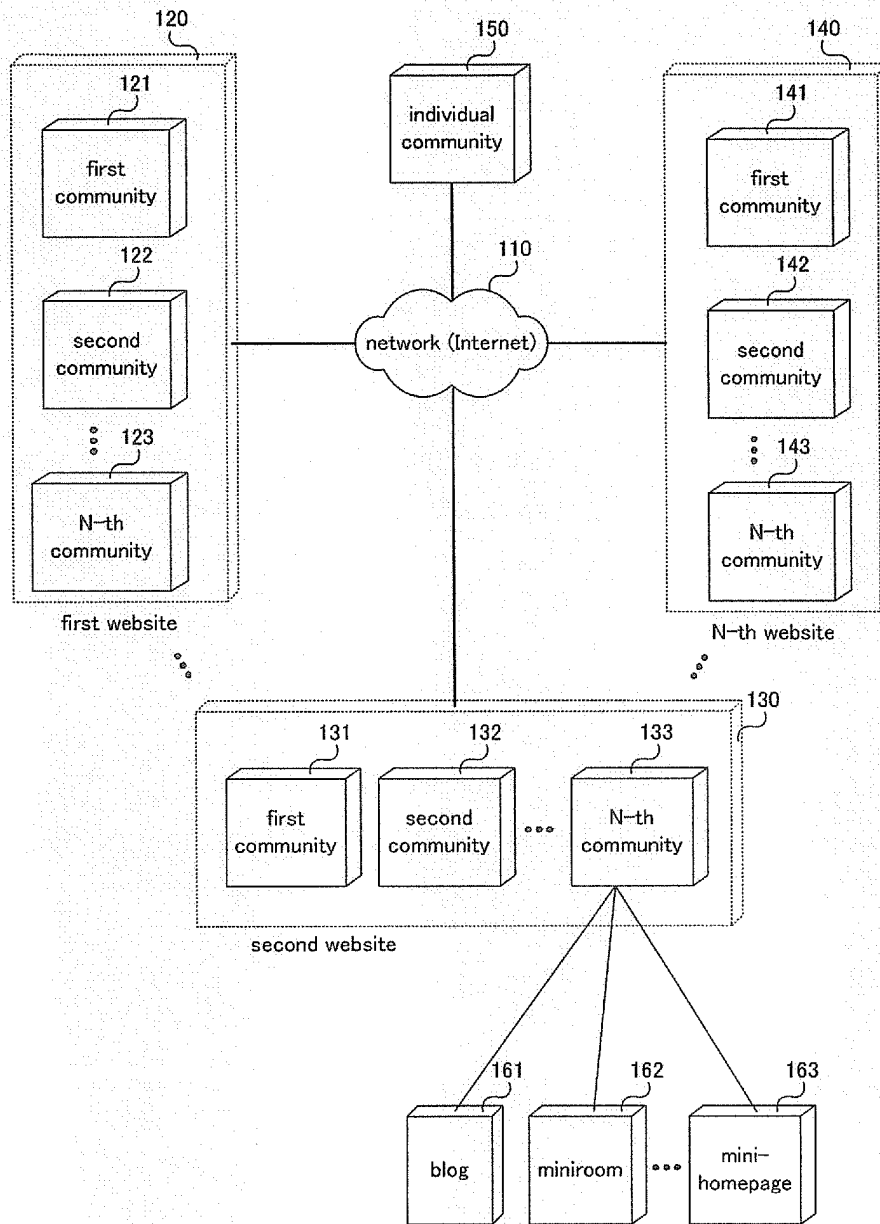 120
121
first
community
122
second
community
123
N-th
community
first website
150
individual
community
110
network (Internet)
140
141
first
community
142
second
community
143
N-th
community
N-th website
130
131
first
community
132
second
community
133
N-th
community
second website
161
blog
162
miniroom
163
mini-
homepage